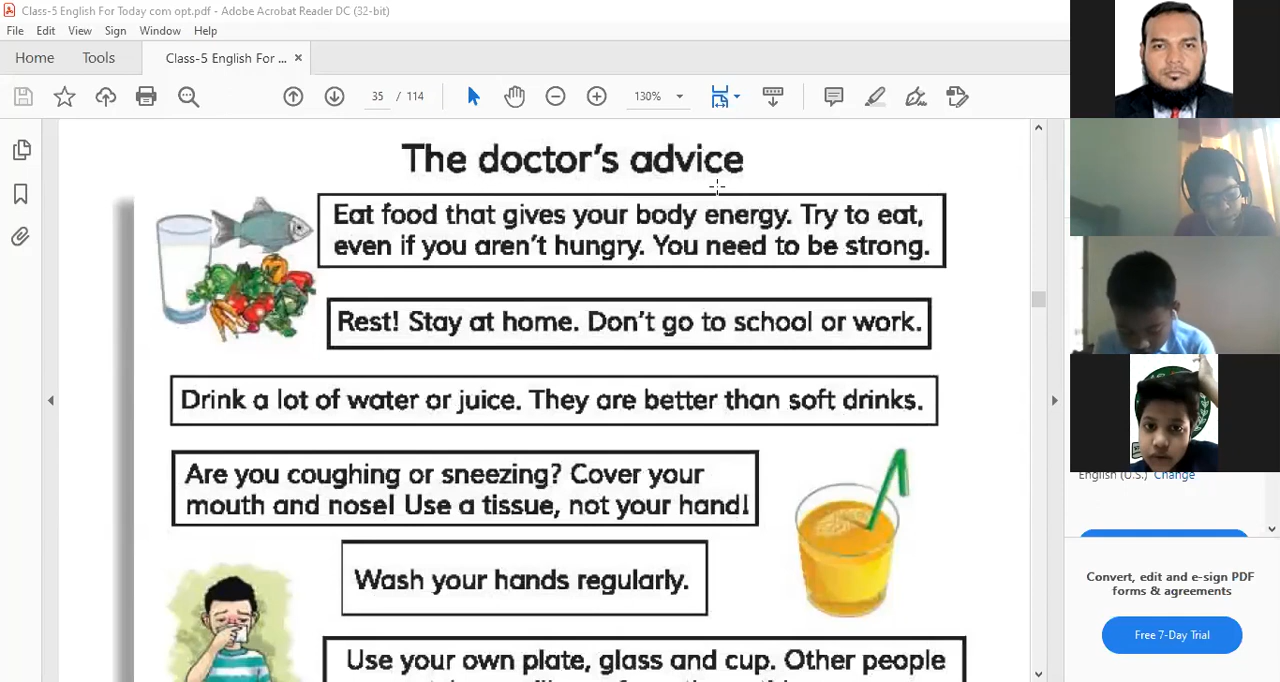 Class-5 English For Today com opt.pdf - Adobe Acrobat Reader DC (32-bit)
File Edit View Sign Window Help
Home Tools Class-5 English For ... ×
35 / 114 130%
The doctor's advice
Eat food that gives your body energy. Try to eat,
even if you aren't hungry. You need to be strong.
Rest! Stay at home. Don't go to school or work.
Drink a lot of water or juice. They are better than soft drinks.
Are you coughing or sneezing? Cover your
mouth and nose! Use a tissue, not your hand!
Wash your hands regularly.
Use your own plate, glass and cup. Other people
English (U.S.) Change
Convert, edit and e-sign PDF
forms & agreements
Free 7-Day Trial